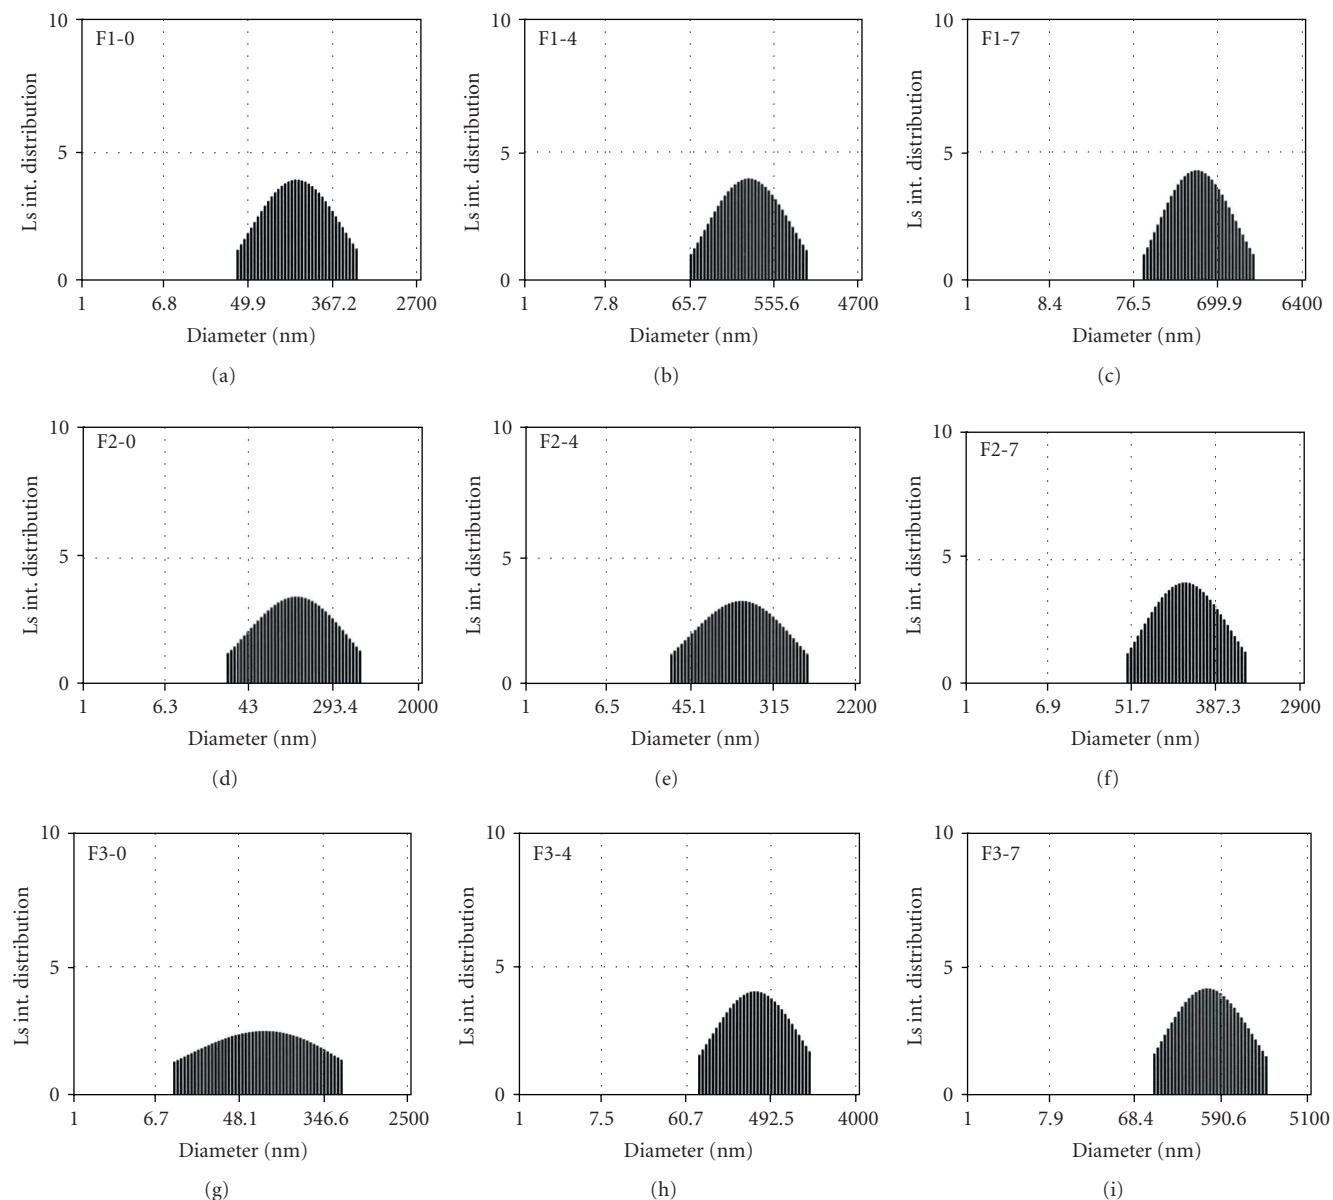 F1-0
10
5
0
Ls int. distribution
1 6.8 49.9 367.2 2700
Diameter (nm)
(a)
F1-4
10
5
0
Ls int. distribution
1 7.8 65.7 555.6 4700
Diameter (nm)
(b)
F1-7
10
5
0
Ls int. distribution
1 8.4 76.5 699.9 6400
Diameter (nm)
(c)
F2-0
10
5
0
Ls int. distribution
1 6.3 43 293.4 2000
Diameter (nm)
(d)
F2-4
10
5
0
Ls int. distribution
1 6.5 45.1 315 2200
Diameter (nm)
(e)
F2-7
10
5
0
Ls int. distribution
1 6.9 51.7 387.3 2900
Diameter (nm)
(f)
F3-0
10
5
0
Ls int. distribution
1 6.7 48.1 346.6 2500
Diameter (nm)
(g)
F3-4
10
5
0
Ls int. distribution
1 7.5 60.7 492.5 4000
Diameter (nm)
(h)
F3-7
10
5
0
Ls int. distribution
1 7.9 68.4 590.6 5100
Diameter (nm)
(i)